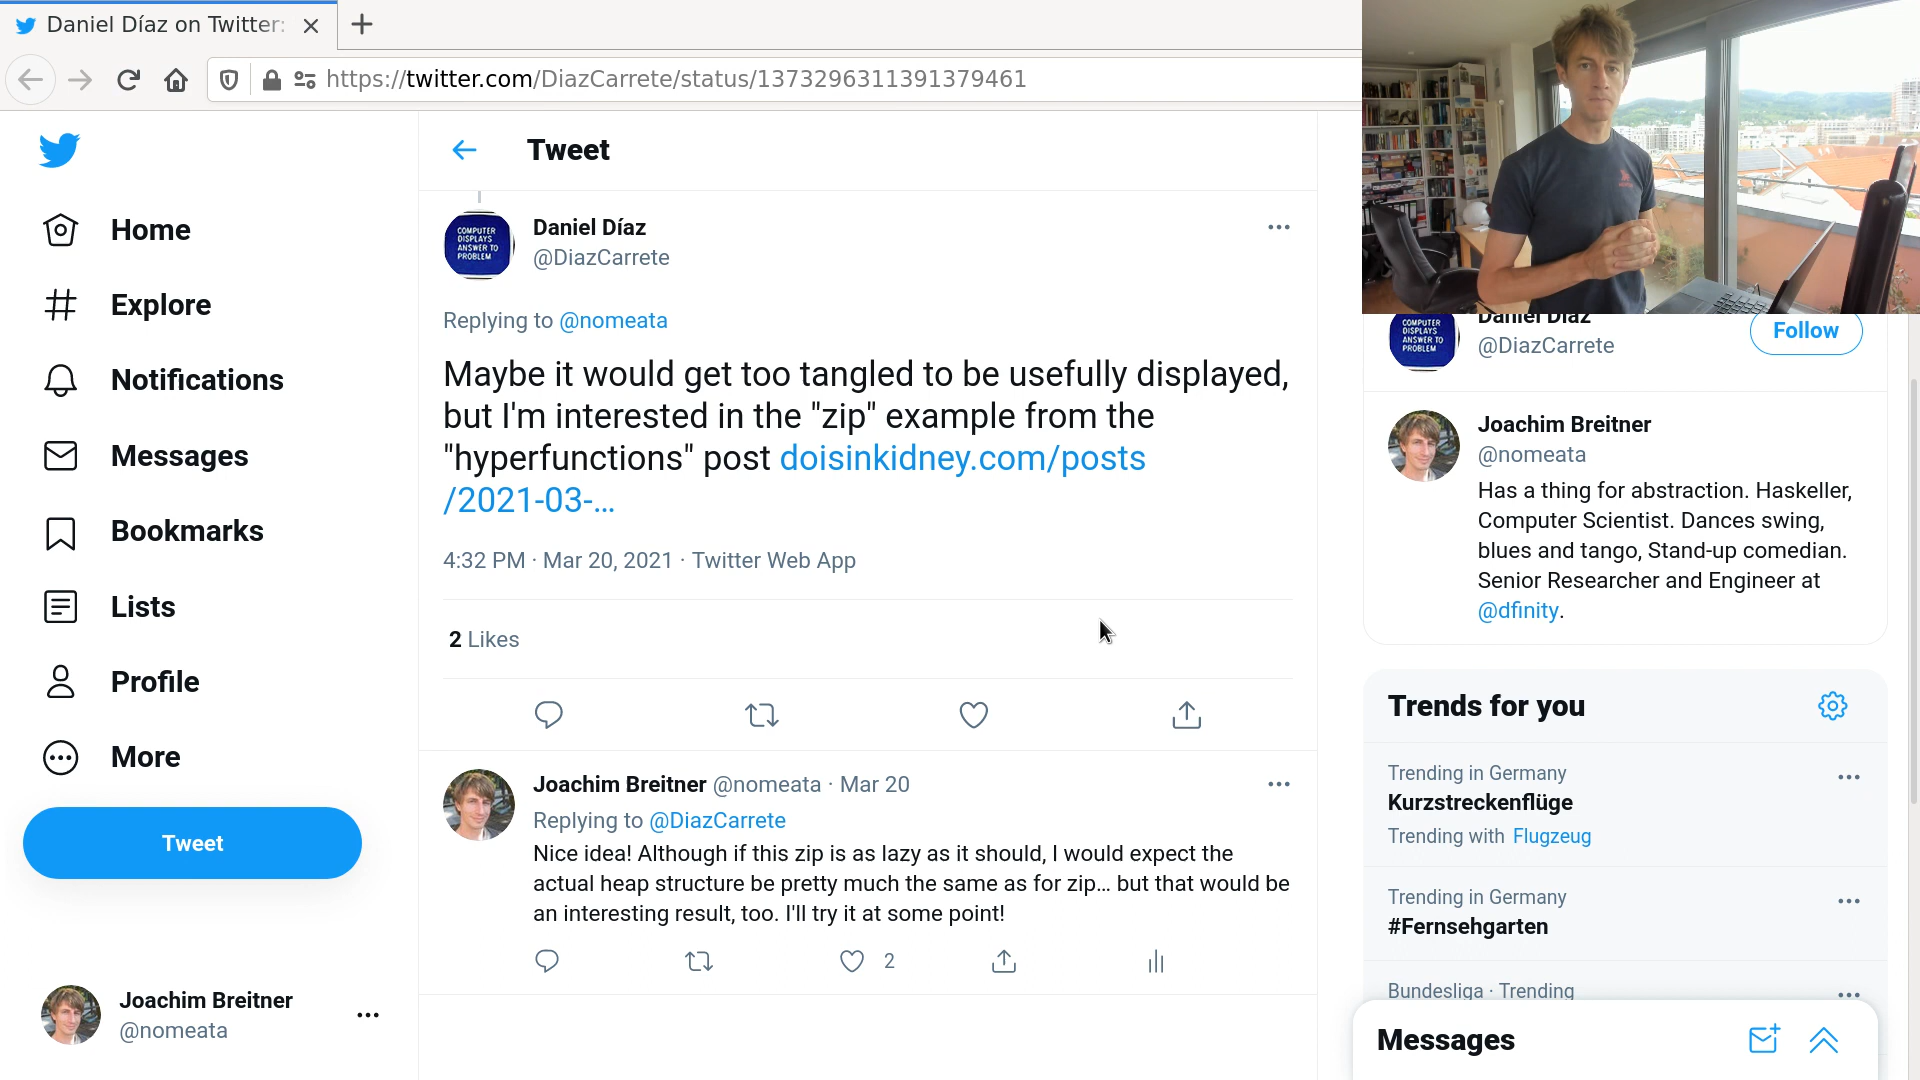 Daniel Díaz on Twitter:
https://twitter.com/DiazCarrete/status/1373296311391379461
Home
Explore
Notifications
Messages
Bookmarks
Lists
Profile
More
Tweet
Joachim Breitner
@nomeata
Tweet
COMPUTER
DISPLAYS
ANSWER TO
PROBLEM
Daniel Díaz
@DiazCarrete
Replying to @nomeata
Maybe it would get too tangled to be usefully displayed,
but I'm interested in the "zip" example from the
"hyperfunctions" post doisinkidney.com/posts
/2021-03-…
4:32 PM · Mar 20, 2021 · Twitter Web App
2 Likes
Joachim Breitner @nomeata · Mar 20
Replying to @DiazCarrete
Nice idea! Although if this zip is as lazy as it should, I would expect the
actual heap structure be pretty much the same as for zip... but that would be
an interesting result, too. I'll try it at some point!
2
COMPUTER
DISPLAYS
ANSWER TO
PROBLEM
Daniel Díaz
@DiazCarrete
Follow
Joachim Breitner
@nomeata
Has a thing for abstraction. Haskeller,
Computer Scientist. Dances swing,
blues and tango, Stand-up comedian.
Senior Researcher and Engineer at
@dfinity.
Trends for you
Trending in Germany
Kurzstreckenflüge
Trending with Flugzeug
Trending in Germany
#Fernsehgarten
Bundesliga · Trending
Messages